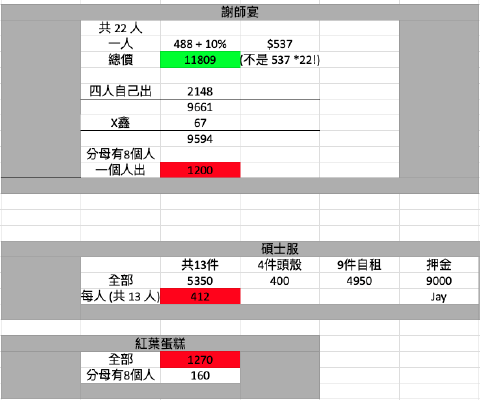 謝師宴
共 22 人
一人 488 + 10% $537
總價 11809 (不是 537 *22!)
四人自己出 2148
9661
X鑫 67
9594
分母有8個人
一個人出 1200
碩士服
共13件 4件頭殼 9件自租 押金
全部 5350 400 4950 9000
每人 (共 13 人) 412 Jay
紅葉蛋糕
全部 1270
分母有8個人 160